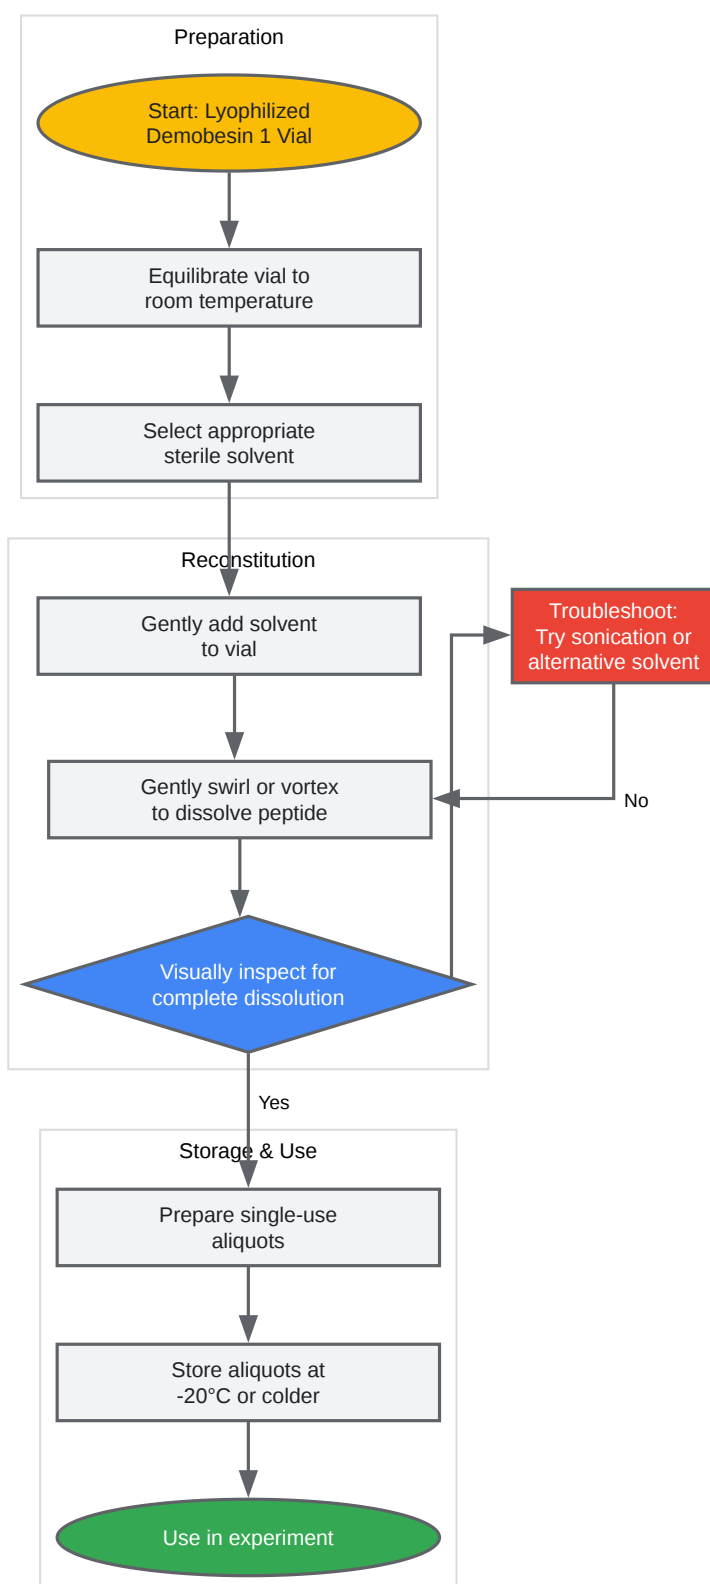 Preparation
Start: Lyophilized
Demobesin 1 Vial
Equilibrate vial to
room temperature
Select appropriate
sterile solvent
Reconstitution
Gently add solvent
to vial
Troubleshoot:
Try sonication or
alternative solvent
Gently swirl or vortex
to dissolve peptide
No
Visually inspect for
complete dissolution
Yes
Storage & Use
Prepare single-use
aliquots
Store aliquots at
-20°C or colder
Use in experiment